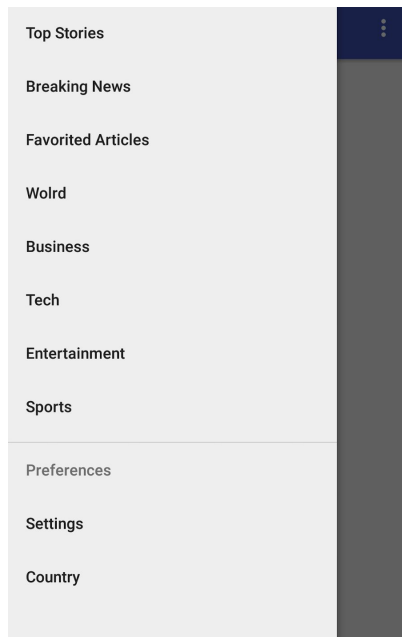 Top Stories
Breaking News
Favorited Articles
Wolrd
Business
Tech
Entertainment
Sports
Preferences
Settings
Country